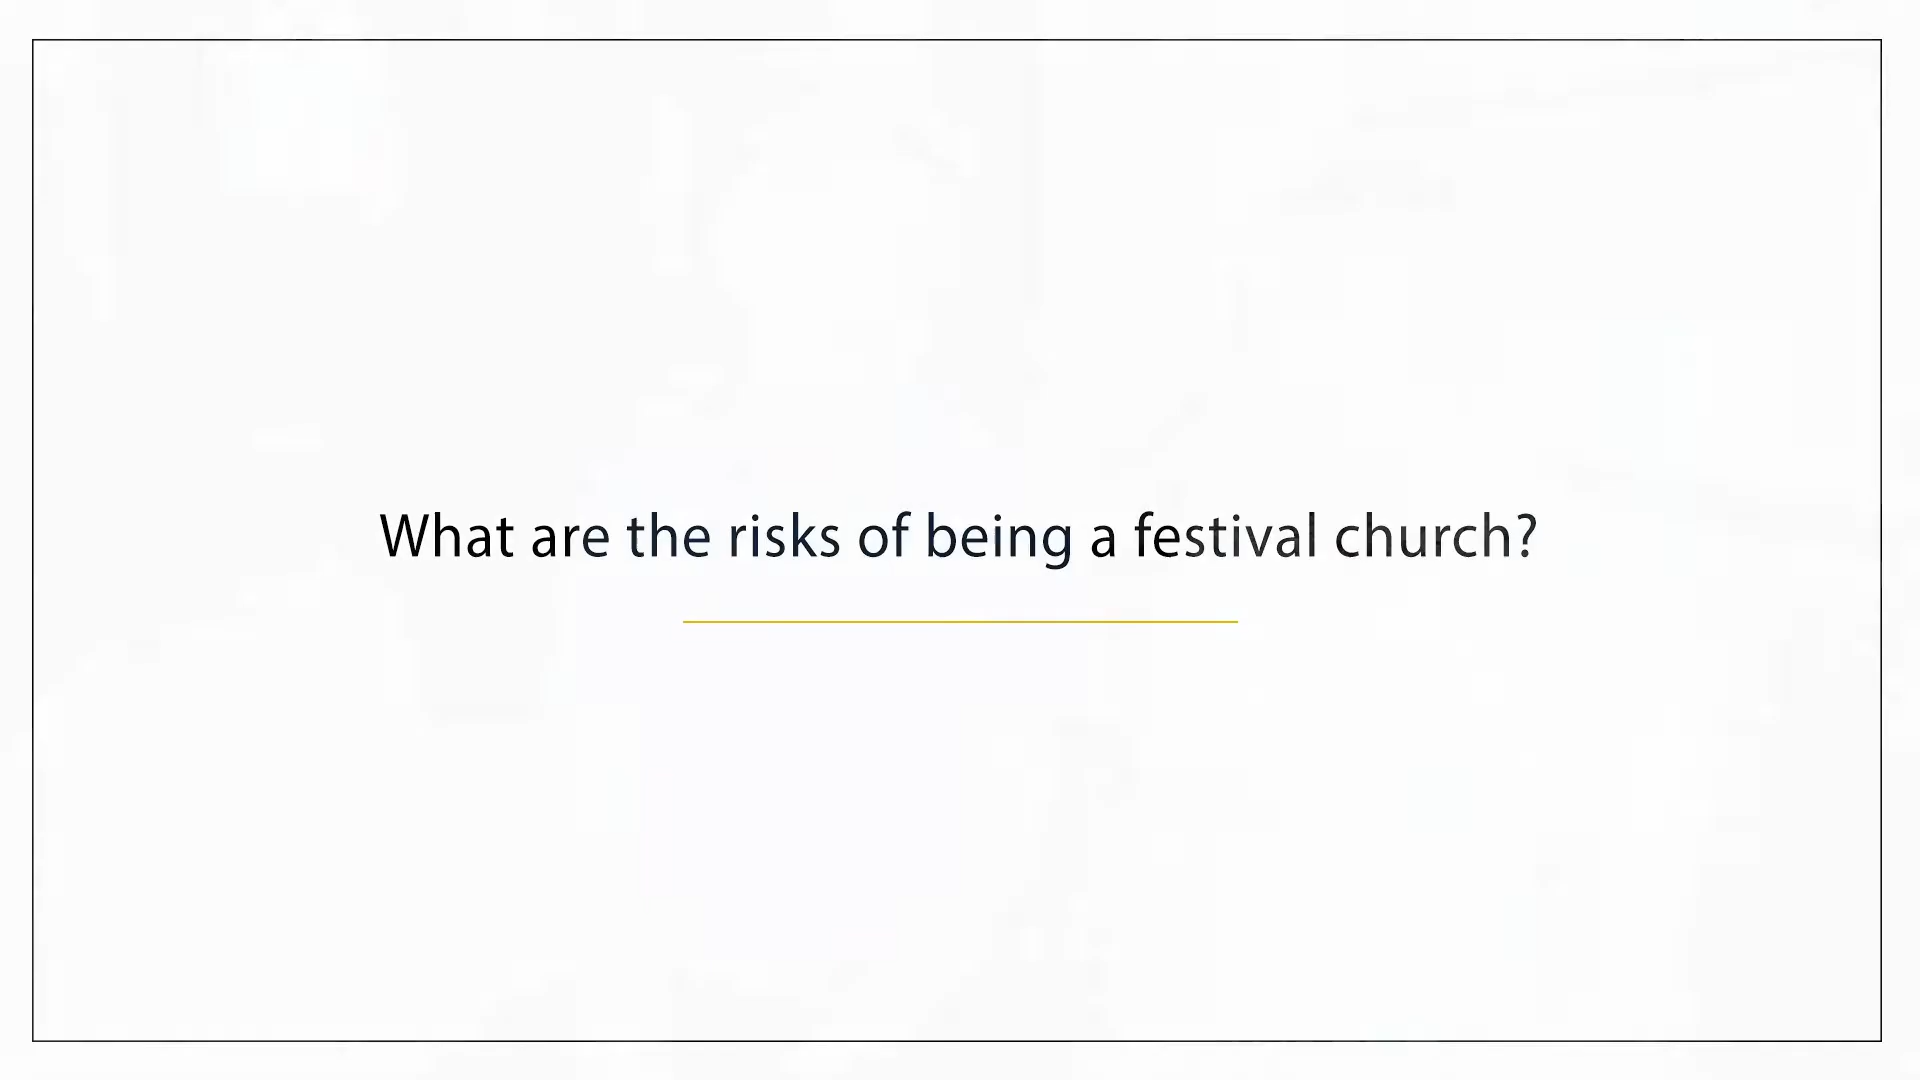 What are the risks of being a festival church?